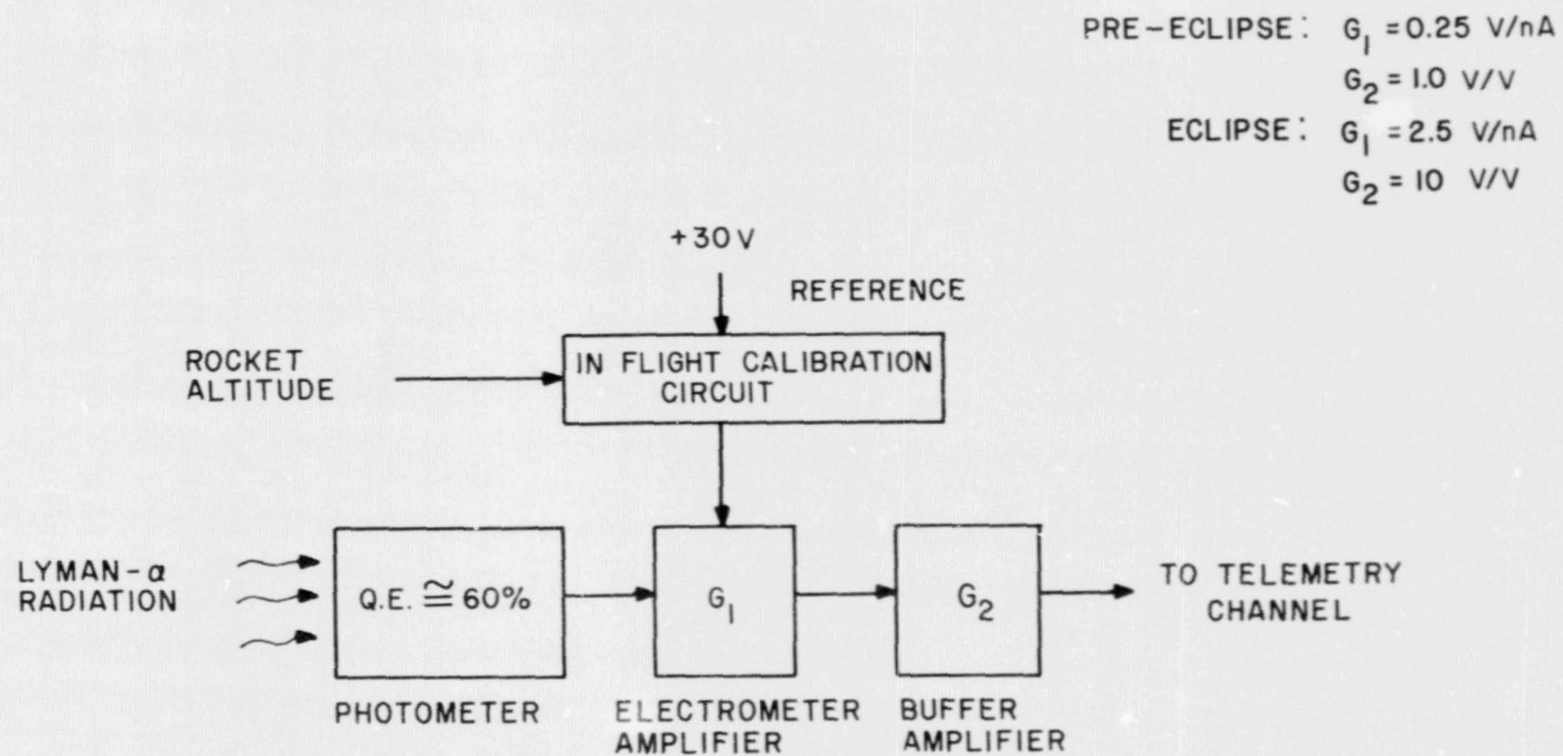 PRE-ECLIPSE: G₁ = 0.25 V/nA
G₂ = 1.0 V/V
ECLIPSE: G₁ = 2.5 V/nA
G₂ = 10 V/V
+30V
REFERENCE
ROCKET
ALTITUDE
IN FLIGHT CALIBRATION
CIRCUIT
LYMAN-α
RADIATION
Q.E. ≅ 60%
G₁
G₂
TO TELEMETRY
CHANNEL
PHOTOMETER
ELECTROMETER
AMPLIFIER
BUFFER
AMPLIFIER